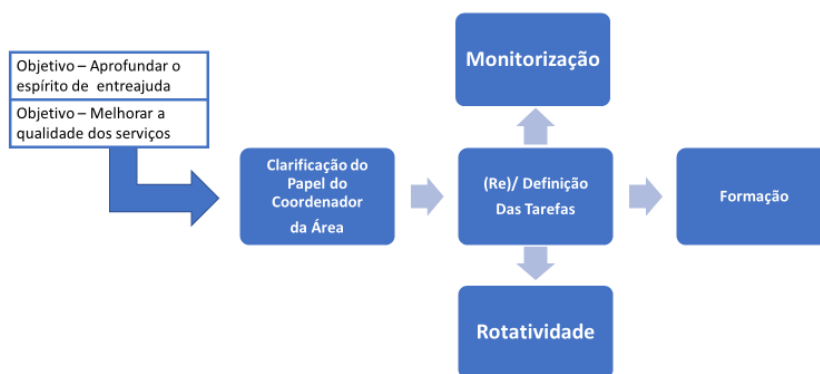 Objetivo – Aprofundar o
espírito de entreajuda
Objetivo – Melhorar a
qualidade dos serviços
Clarificação do
Papel do
Coordenador
da Área
Monitorização
(Re)/ Definição
Das Tarefas
Formação
Rotatividade